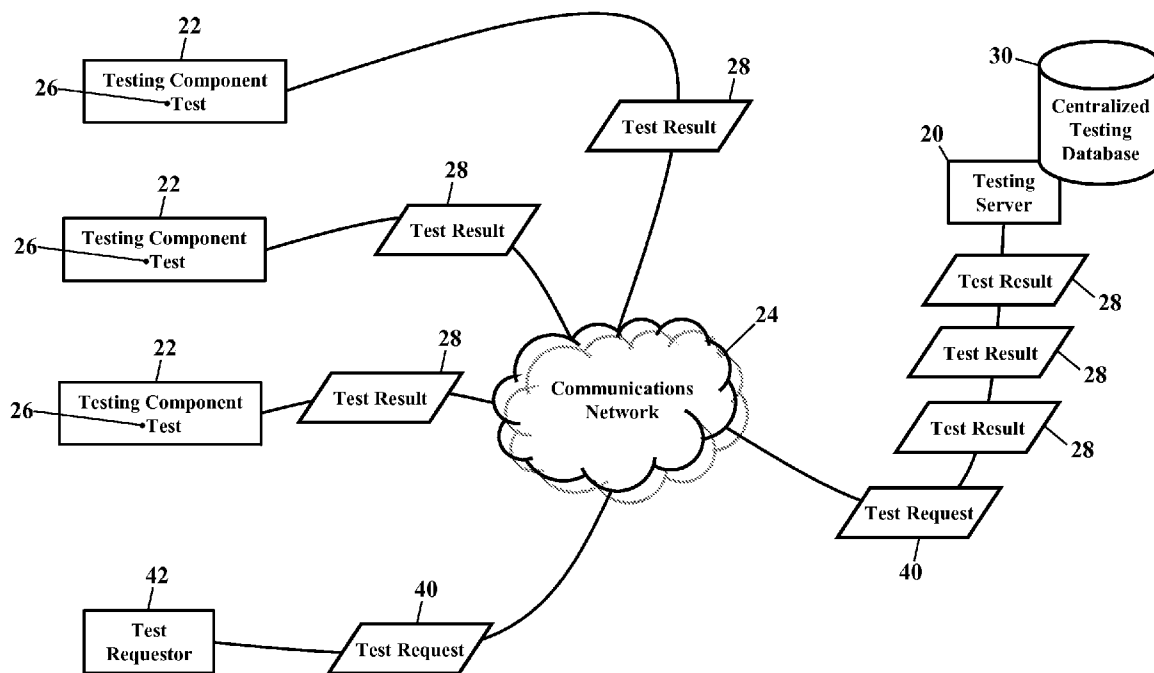 22
Testing Component
26
Test
28
Test Result
30
Centralized
Testing
Database
20
Testing
Server
22
Testing Component
26
Test
28
Test Result
Test Result
28
Test Result
28
Test Result
28
22
Testing Component
26
Test
28
Test Result
24
Communications
Network
Test Request
40
42
Test
Requestor
40
Test Request